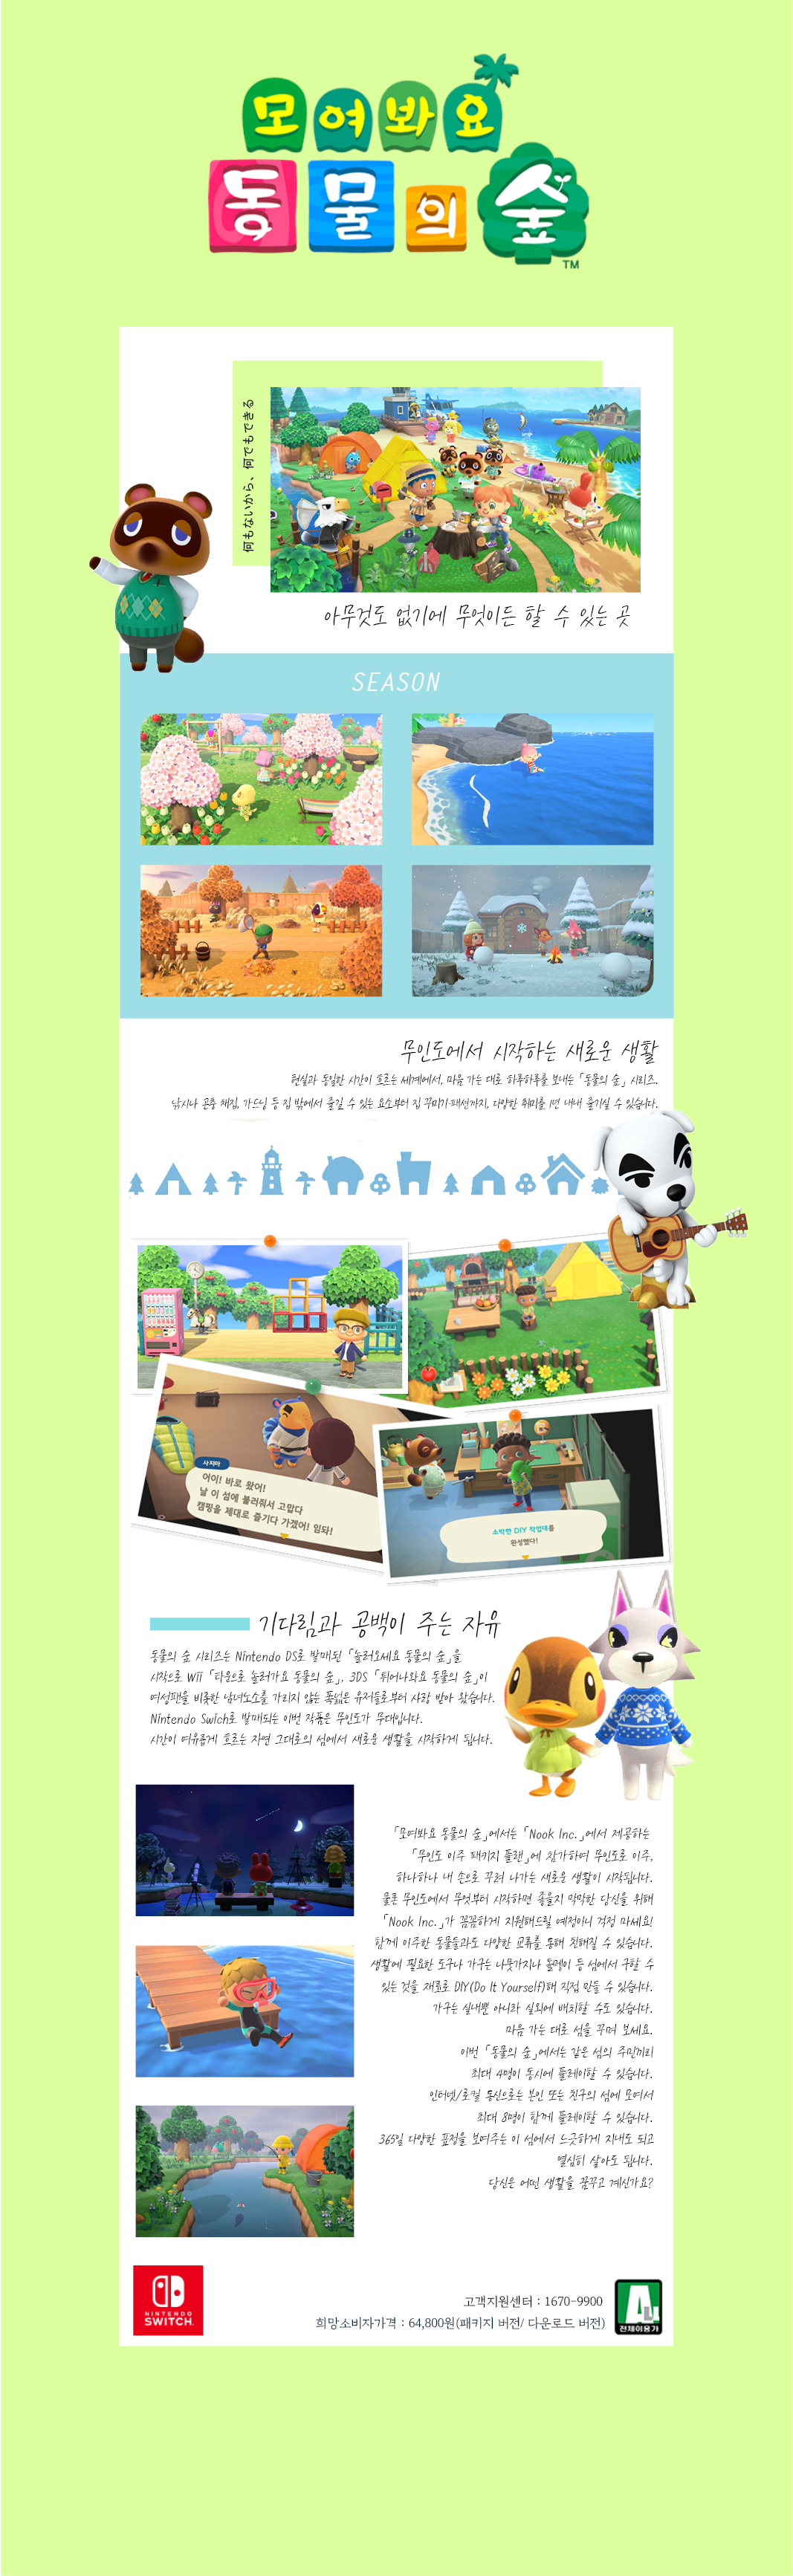 모여봐요
동물의숲
TM
何もないから、何でもできる
아무것도 없기에 무엇이든 할 수 있는 곳
SEASON
무인도에서 시작하는 새로운 생활
현실과 동일한 시간이 흐르는 세계에서, 마음 가는 대로 하루하루를 보내는 「동물의 숲」 시리즈.
낚시나 곤충 채집, 가드닝 등 집 밖에서 즐길 수 있는 요소부터 집 꾸미기·패션까지, 다양한 취미를 1년 내내 즐기실 수 있습니다.
사지마
어이! 바로 왔어!
날 이 섬에 불러줘서 고맙다
캠핑을 제대로 즐기다 가겠어! 임돠!
소박한 DIY 작업대를
완성했다!
기다림과 공백이 주는 자유
동물의 숲 시리즈는 Nintendo DS로 발매된 「놀러오세요 동물의 숲」을
시작으로 Wii 「타운으로 놀러가요 동물의 숲」, 3DS 「튀어나와요 동물의 숲」이
여성팬을 비롯한 남녀노소를 가리지 않는 폭넓은 유저들로부터 사랑 받아 왔습니다.
Nintendo Swich로 발매되는 이번 작품은 무인도가 무대입니다.
시간이 여유롭게 흐르는 자연 그대로의 섬에서 새로운 생활을 시작하게 됩니다.
「모여봐요 동물의 숲」에서는 「Nook Inc.」에서 제공하는
「무인도 이주 패키지 플랜」에 참가하여 무인도로 이주,
하나하나 내 손으로 꾸려 나가는 새로운 생활이 시작됩니다.
물론 무인도에서 무엇부터 시작하면 좋을지 막막한 당신을 위해
「Nook Inc.」가 꼼꼼하게 지원해드릴 예정이니 걱정 마세요!
함께 이주한 동물들과도 다양한 교류를 통해 친해질 수 있습니다.
생활에 필요한 도구나 가구는 나뭇가지나 돌멩이 등 섬에서 구할 수
있는 것을 재료로 DIY(Do It Yourself)해 직접 만들 수 있습니다.
가구는 실내뿐 아니라 실외에 배치할 수도 있습니다.
마음 가는 대로 섬을 꾸며 보세요.
이번 「동물의 숲」에서는 같은 섬의 주민끼리
최대 4명이 동시에 플레이할 수 있습니다.
인터넷/로컬 통신으로는 본인 또는 친구의 섬에 모여서
최대 8명이 함께 플레이할 수 있습니다.
365일 다양한 표정을 보여주는 이 섬에서 느긋하게 지내도 되고
열심히 살아도 됩니다.
당신은 어떤 생활을 꿈꾸고 계신가요?
NINTENDO
SWITCH
고객지원센터 : 1670-9900
희망소비자가격 : 64,800원(패키지 버전/ 다운로드 버전)
ALL
전체이용가